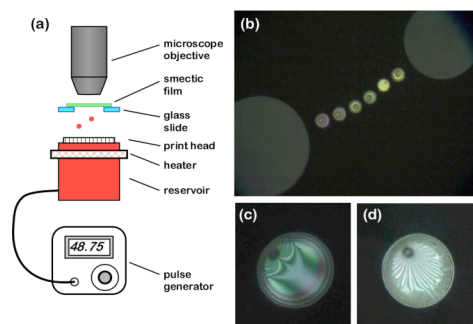 (a)
microscope
objective
smectic
film
glass
slide
print head
heater
reservoir
48.75
pulse
generator
(b)
(c)
(d)